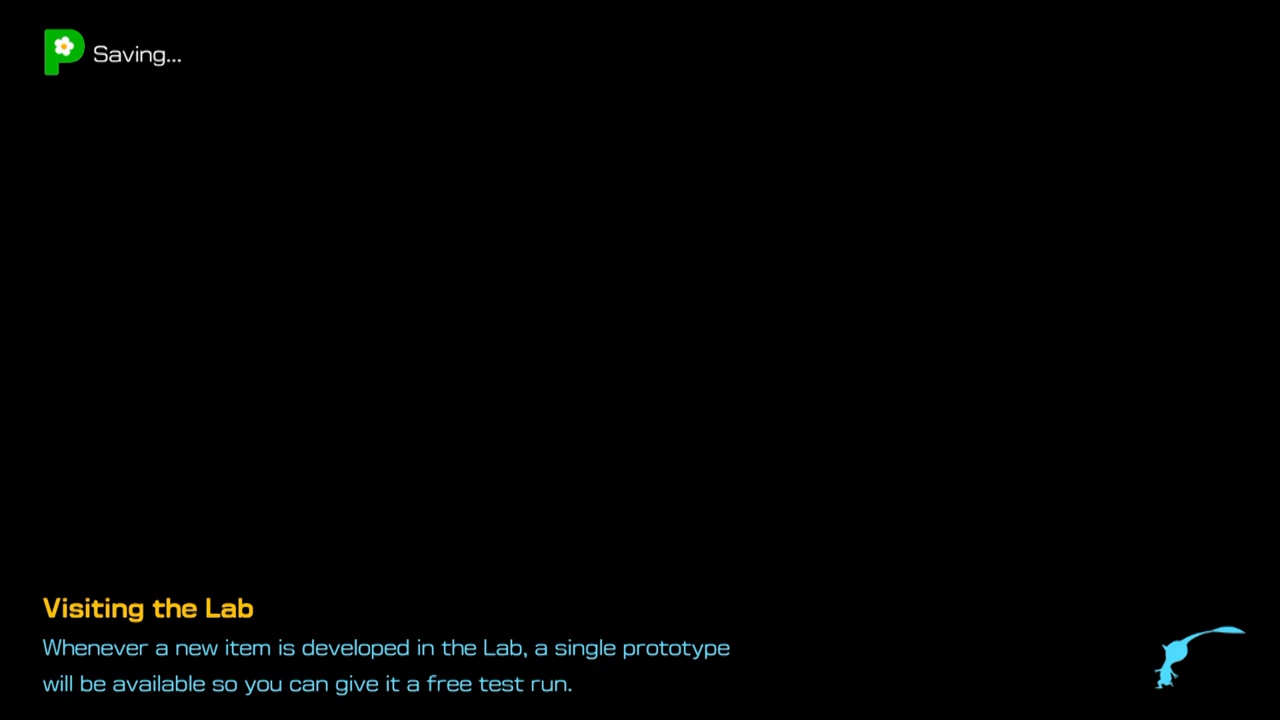 Saving...
Visiting the Lab
Whenever a new item is developed in the Lab, a single prototype
will be available so you can give it a free test run.